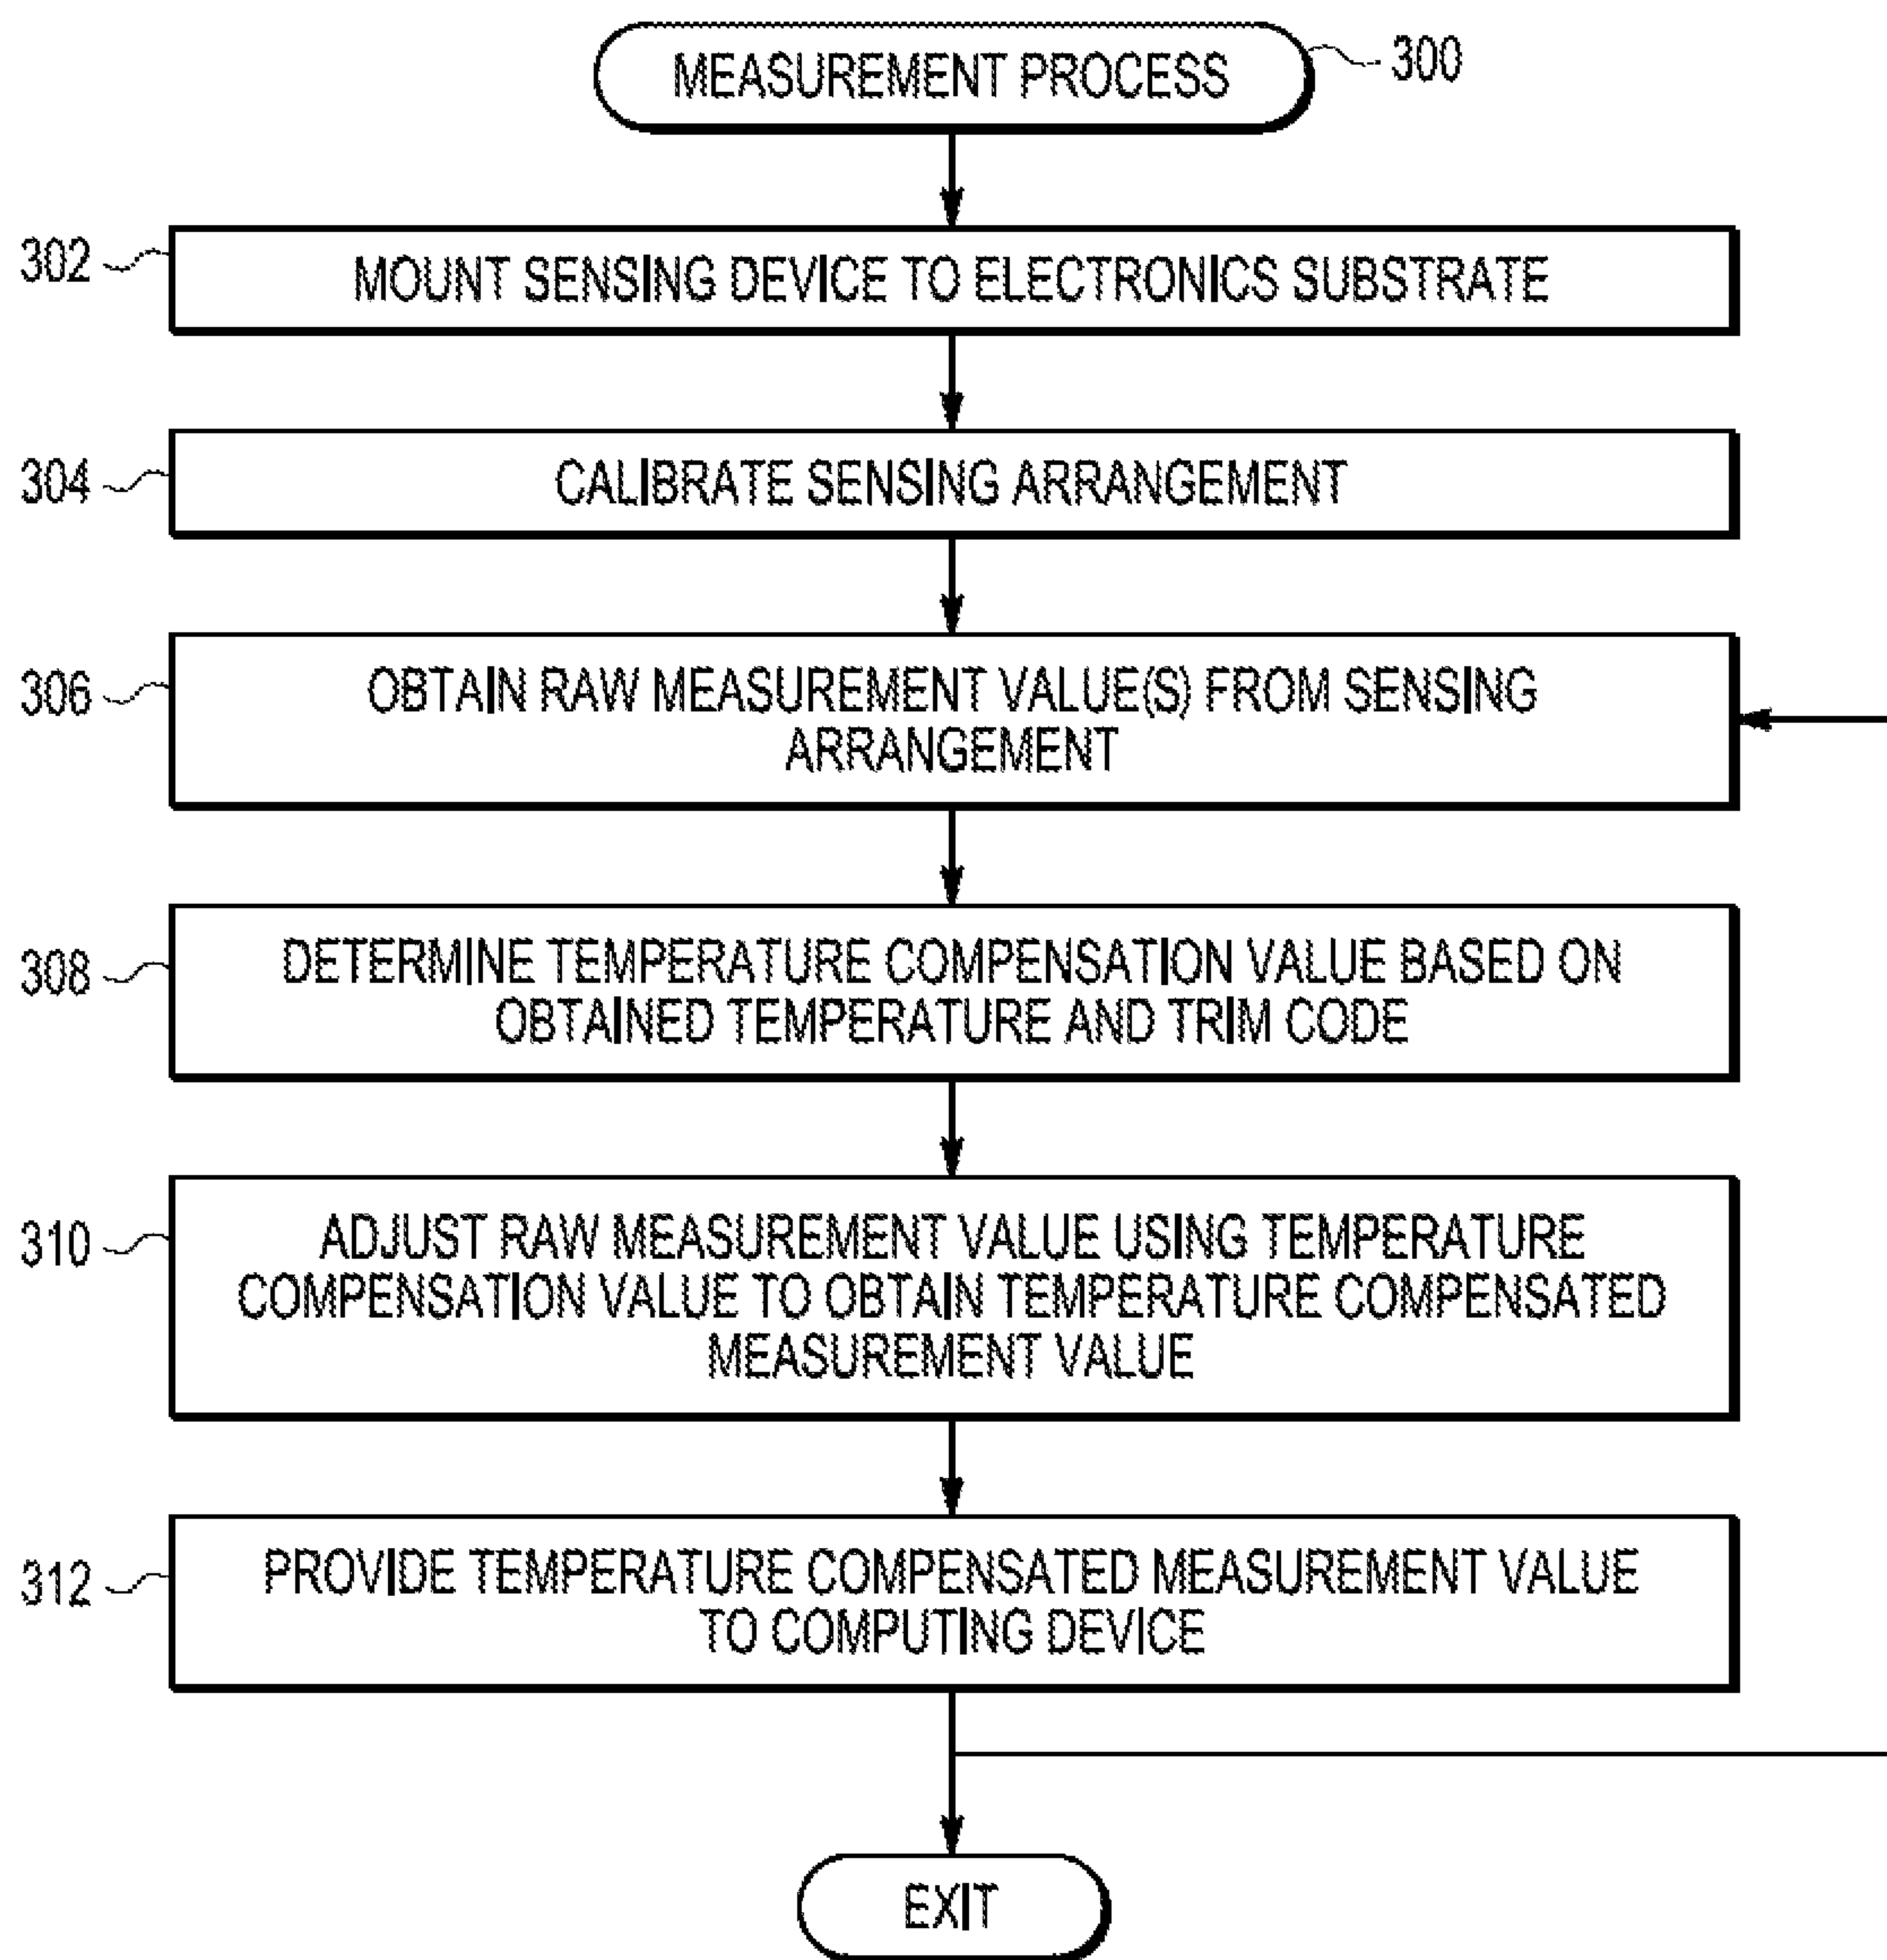 MEASUREMENT PROCESS
300
302
MOUNT SENSING DEVICE TO ELECTRONICS SUBSTRATE
304
CALIBRATE SENSING ARRANGEMENT
306
OBTAIN RAW MEASUREMENT VALUE(S) FROM SENSING
ARRANGEMENT
308
DETERMINE TEMPERATURE COMPENSATION VALUE BASED ON
OBTAINED TEMPERATURE AND TRIM CODE
310
ADJUST RAW MEASUREMENT VALUE USING TEMPERATURE
COMPENSATION VALUE TO OBTAIN TEMPERATURE COMPENSATED
MEASUREMENT VALUE
312
PROVIDE TEMPERATURE COMPENSATED MEASUREMENT VALUE
TO COMPUTING DEVICE
EXIT